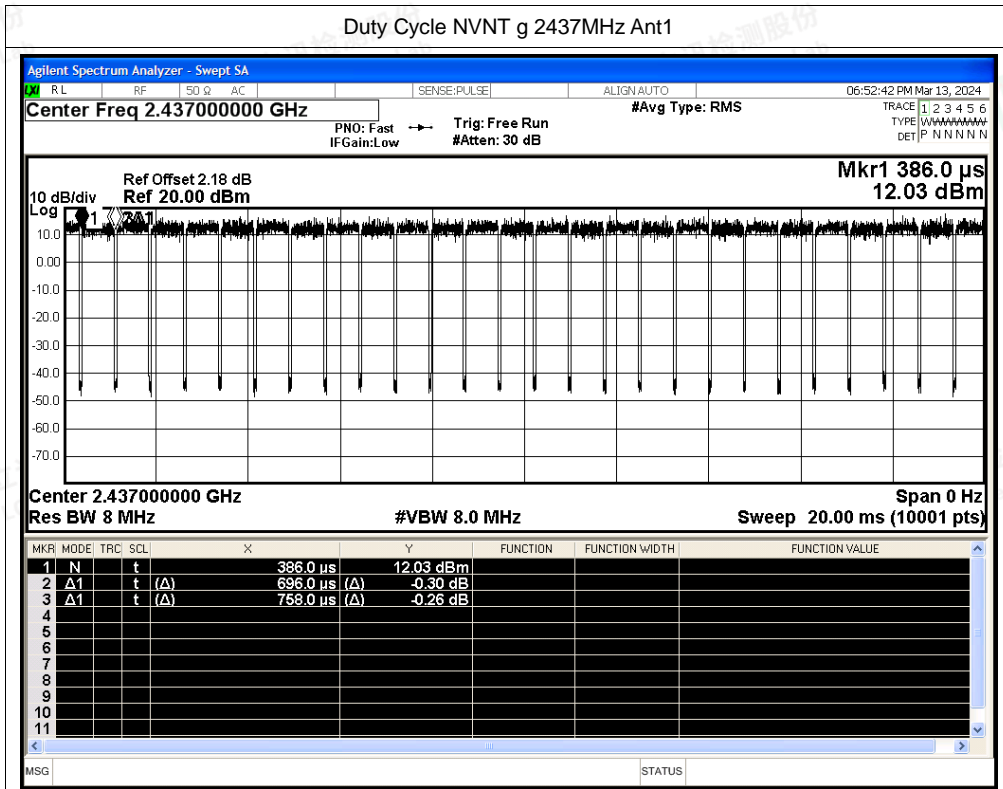 Duty Cycle NVNT g 2437MHz Ant1
Agilent Spectrum Analyzer - Swept SA
LXI RL RF 50 Ω AC SENSE:PULSE ALIGN AUTO 06:52:42 PM Mar 13, 2024
Center Freq 2.437000000 GHz #Avg Type: RMS TRACE 1 2 3 4 5 6
PNO: Fast Trig: Free Run TYPE
IFGain:Low #Atten: 30 dB DET P N N N N N
Mkr1 386.0 µs
Ref Offset 2.18 dB
10 dB/div Ref 20.00 dBm 12.03 dBm
Log
1
10.0
0.00
-10.0
-20.0
-30.0
-40.0
-50.0
-60.0
-70.0
Center 2.437000000 GHz Span 0 Hz
Res BW 8 MHz #VBW 8.0 MHz Sweep 20.00 ms (10001 pts)
MKR MODE TRC SCL X Y FUNCTION FUNCTION WIDTH FUNCTION VALUE
1 N t 386.0 µs 12.03 dBm
2 Δ1 t (Δ) 696.0 µs (Δ) -0.30 dB
3 Δ1 t (Δ) 758.0 µs (Δ) -0.26 dB
4
5
6
7
8
9
10
11
MSG STATUS